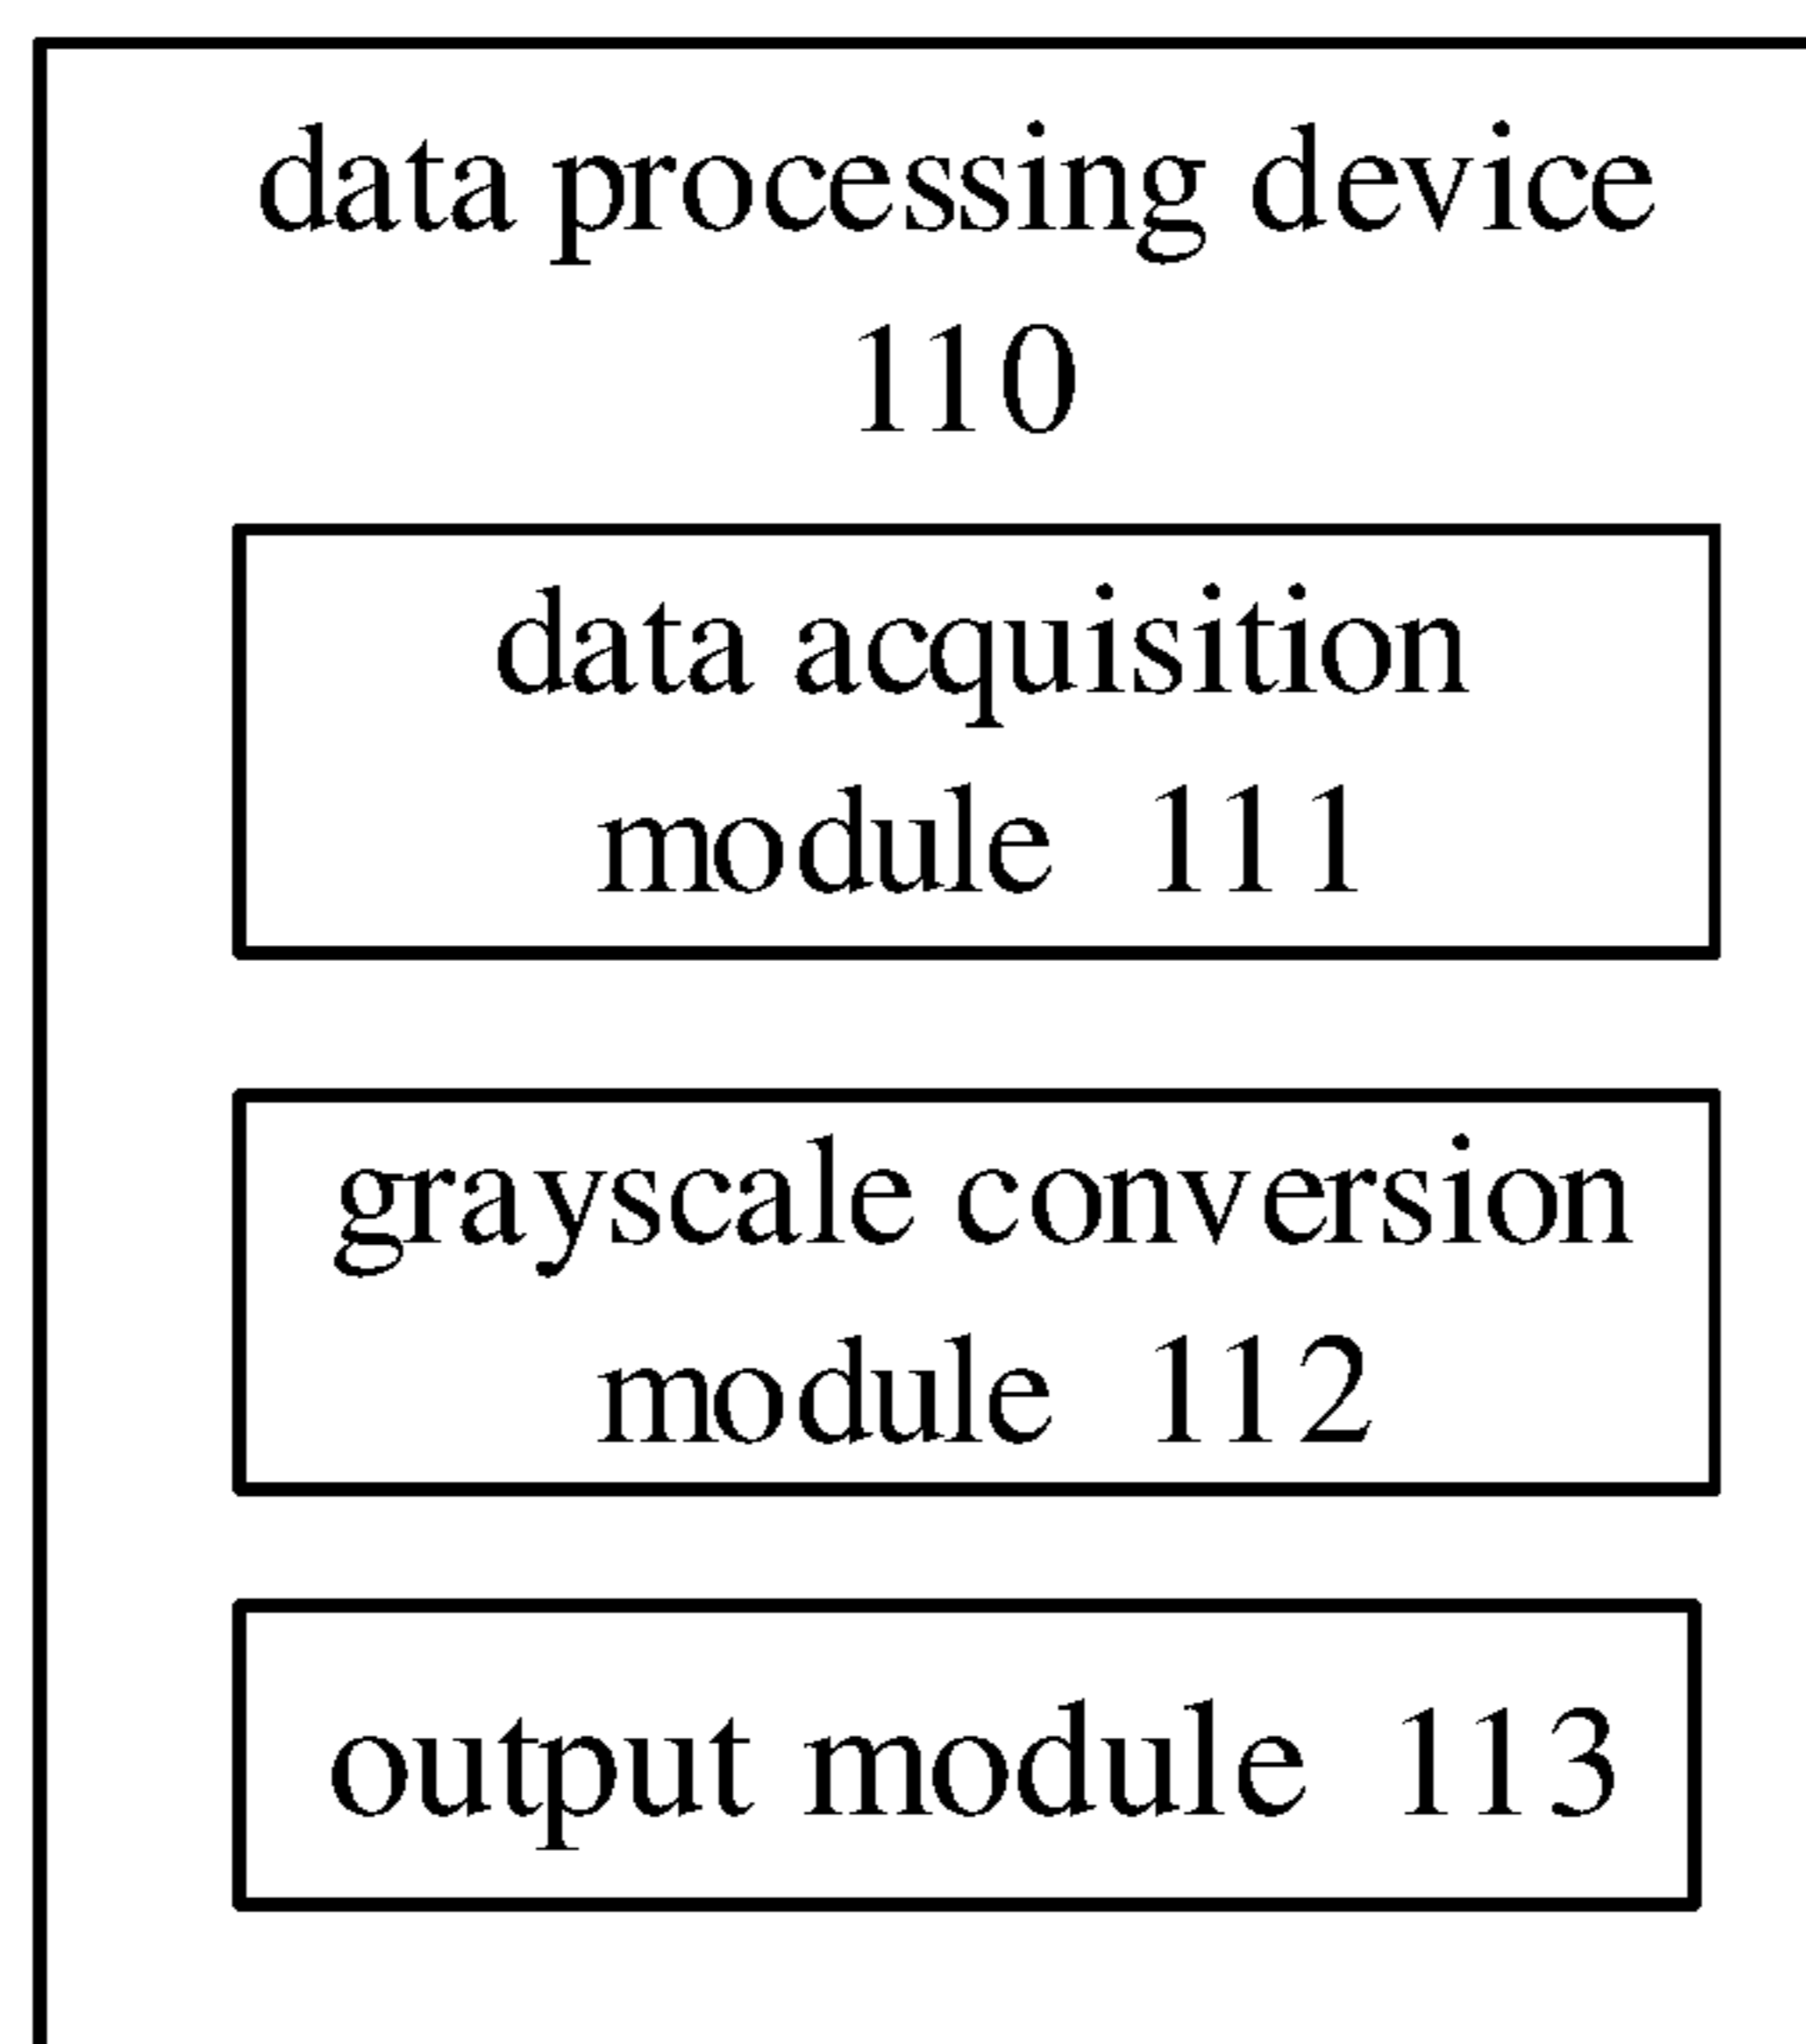 data processing device
110
data acquisition
module 111
grayscale conversion
module 112
output module 113